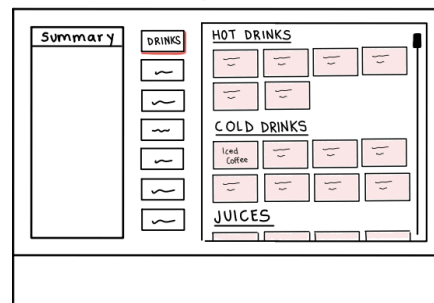 Summary
DRINKS
HOT DRINKS
COLD DRINKS
Iced
Coffee
JUICES